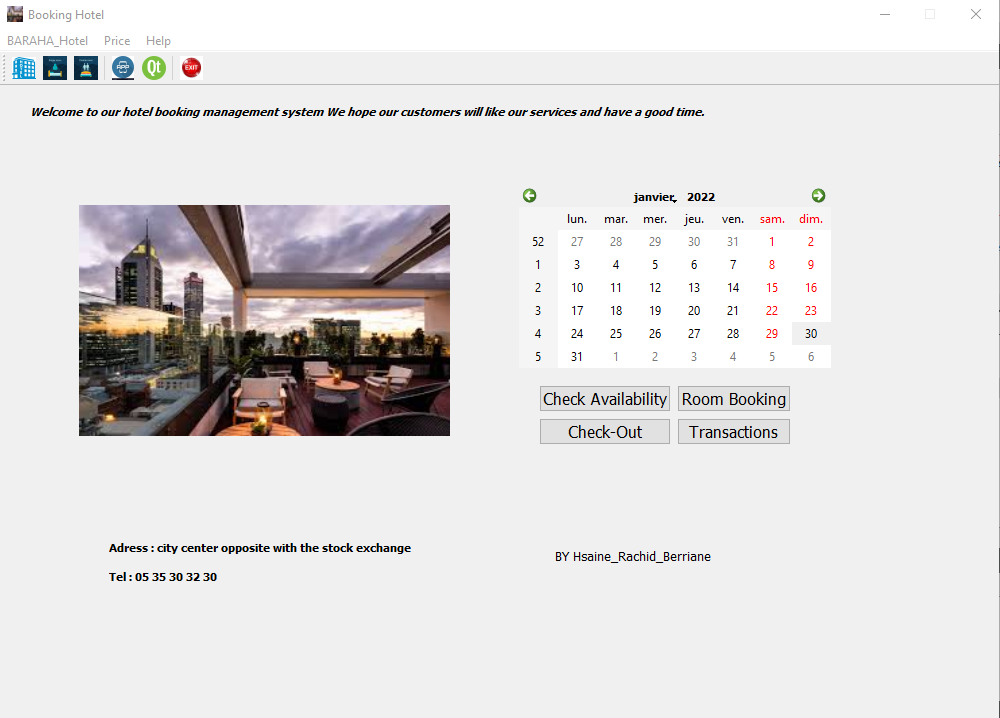 Booking Hotel
BARAHA_Hotel Price Help
APP Qt EXIT
Welcome to our hotel booking management system We hope our customers will like our services and have a good time.
janvier, 2022
lun. mar. mer. jeu. ven. sam. dim.
52 27 28 29 30 31 1 2
1 3 4 5 6 7 8 9
2 10 11 12 13 14 15 16
3 17 18 19 20 21 22 23
4 24 25 26 27 28 29 30
5 31 1 2 3 4 5 6
Check Availability Room Booking
Check-Out Transactions
Adress : city center opposite with the stock exchange
BY Hsaine_Rachid_Berriane
Tel : 05 35 30 32 30